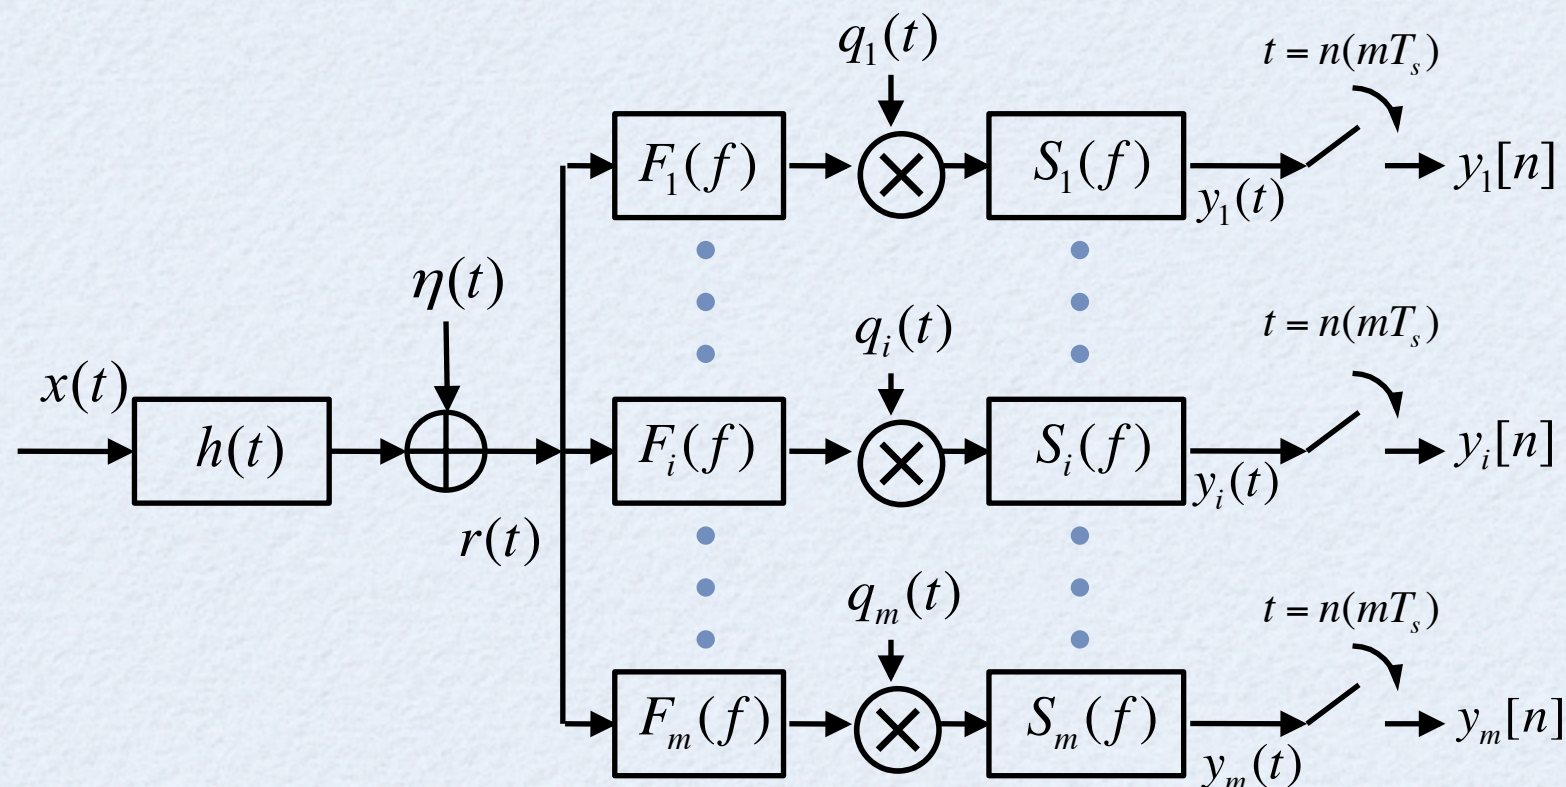 q₁(t)
t = n(mTₛ)
F₁(f)
S₁(f)
y₁(t)
y₁[n]
η(t)
qᵢ(t)
t = n(mTₛ)
x(t)
h(t)
Fᵢ(f)
Sᵢ(f)
yᵢ(t)
yᵢ[n]
r(t)
qₘ(t)
t = n(mTₛ)
Fₘ(f)
Sₘ(f)
yₘ(t)
yₘ[n]